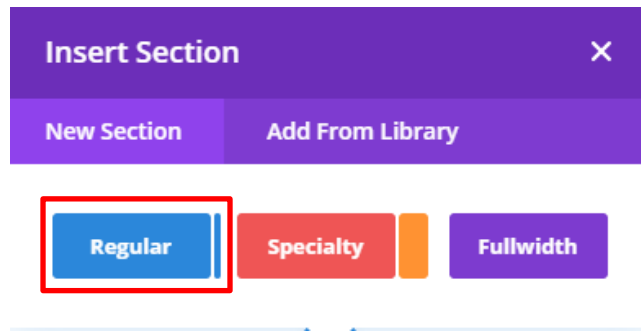 Insert Section
New Section Add From Library
Regular Specialty Fullwidth